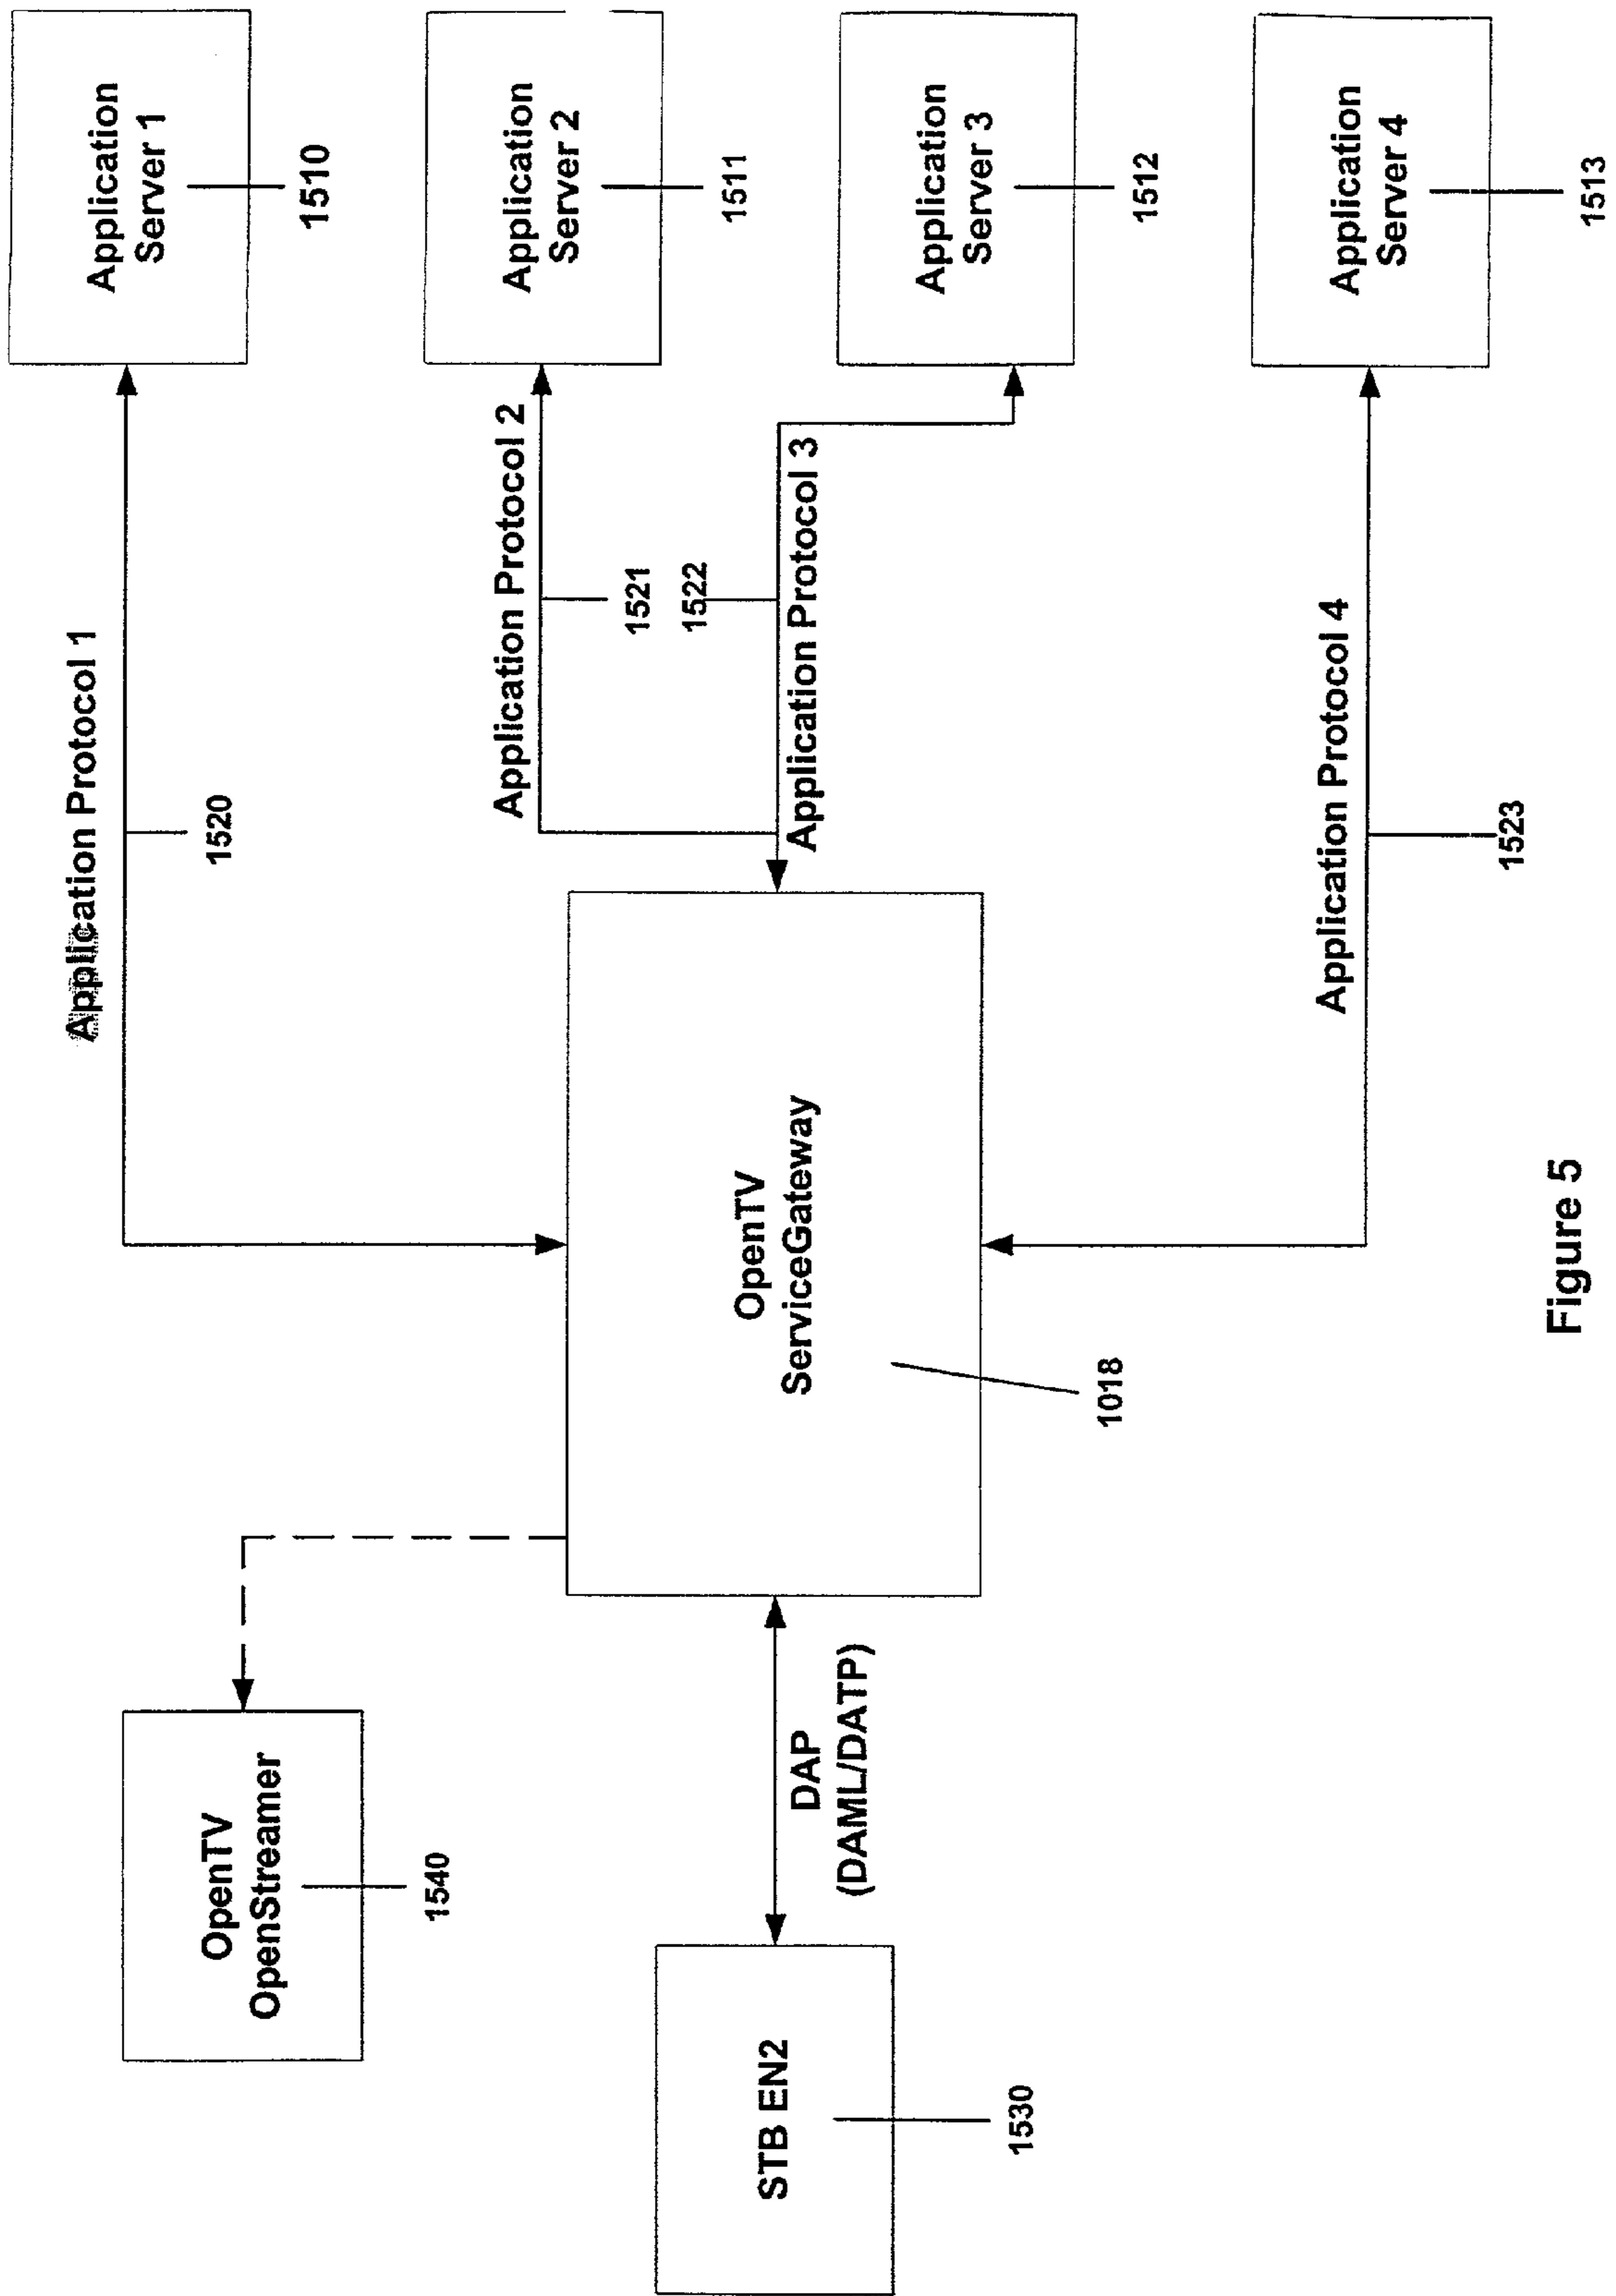 Application
Server 1
1510
Application
Server 2
1511
Application
Server 3
1512
Application
Server 4
1513
Application Protocol 1
1520
Application Protocol 2
1521
1522
Application Protocol 3
Application Protocol 4
1523
OpenTV
ServiceGateway
1018
OpenTV
OpenStreamer
1540
DAP
(DAML/DATP)
STB EN2
1530
Figure 5